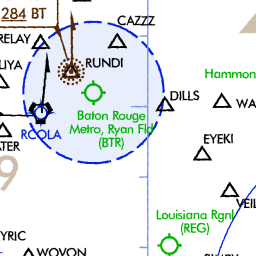 284 BT
CAZZZ
RELAY
RUNDI
LIYA
Hammon
DILLS
WA
Baton Rouge
Metro, Ryan Fld
(BTR)
RCOLA
EYEKI
ATER
9
VEIL
Louisiana Rgnl
(REG)
YRIC
WOVON